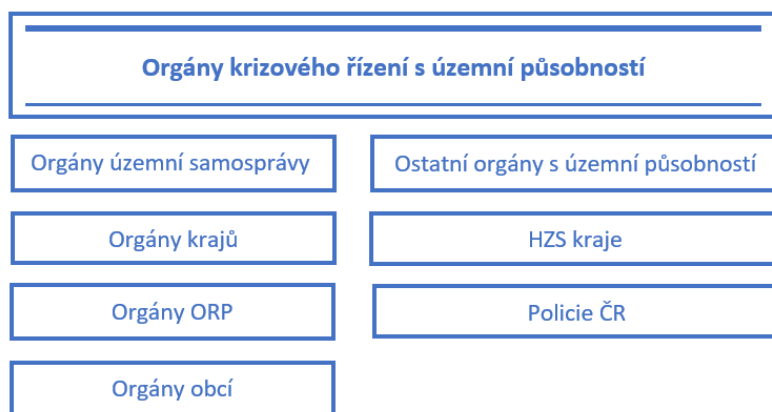 Orgány krizového řízení s územní působností
Orgány územní samosprávy
Ostatní orgány s územní působností
Orgány krajů
HZS kraje
Orgány ORP
Policie ČR
Orgány obcí